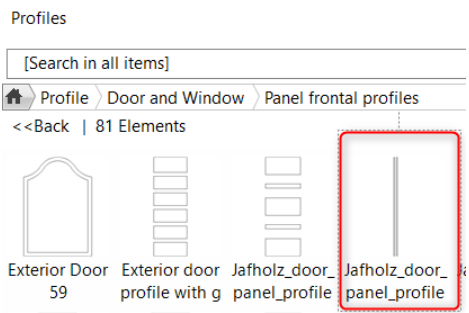 Profiles
[Search in all items]
Profile Door and Window Panel frontal profiles
<<Back | 81 Elements
Exterior Door Exterior door Jafholz_door_ Jafholz_door_
59 profile with g panel_profile panel_profile